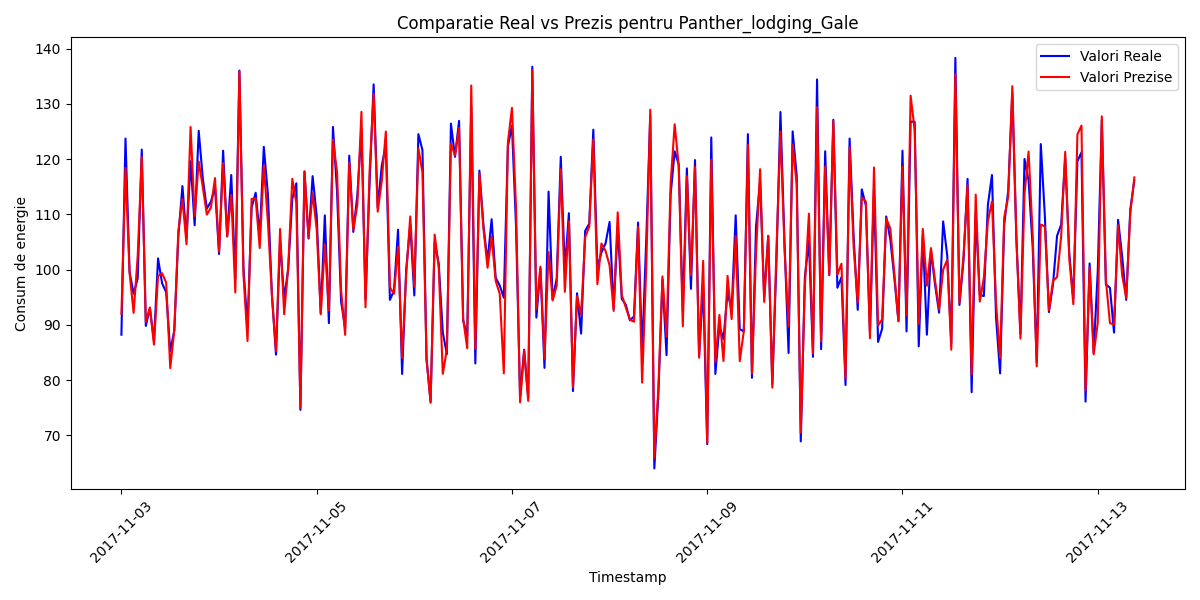 Comparatie Real vs Prezis pentru Panther_lodging_Gale
Valori Reale
Valori Prezise
Consum de energie
140
130
120
110
100
90
80
70
2017-11-03
2017-11-05
2017-11-07
2017-11-09
2017-11-11
2017-11-13
Timestamp